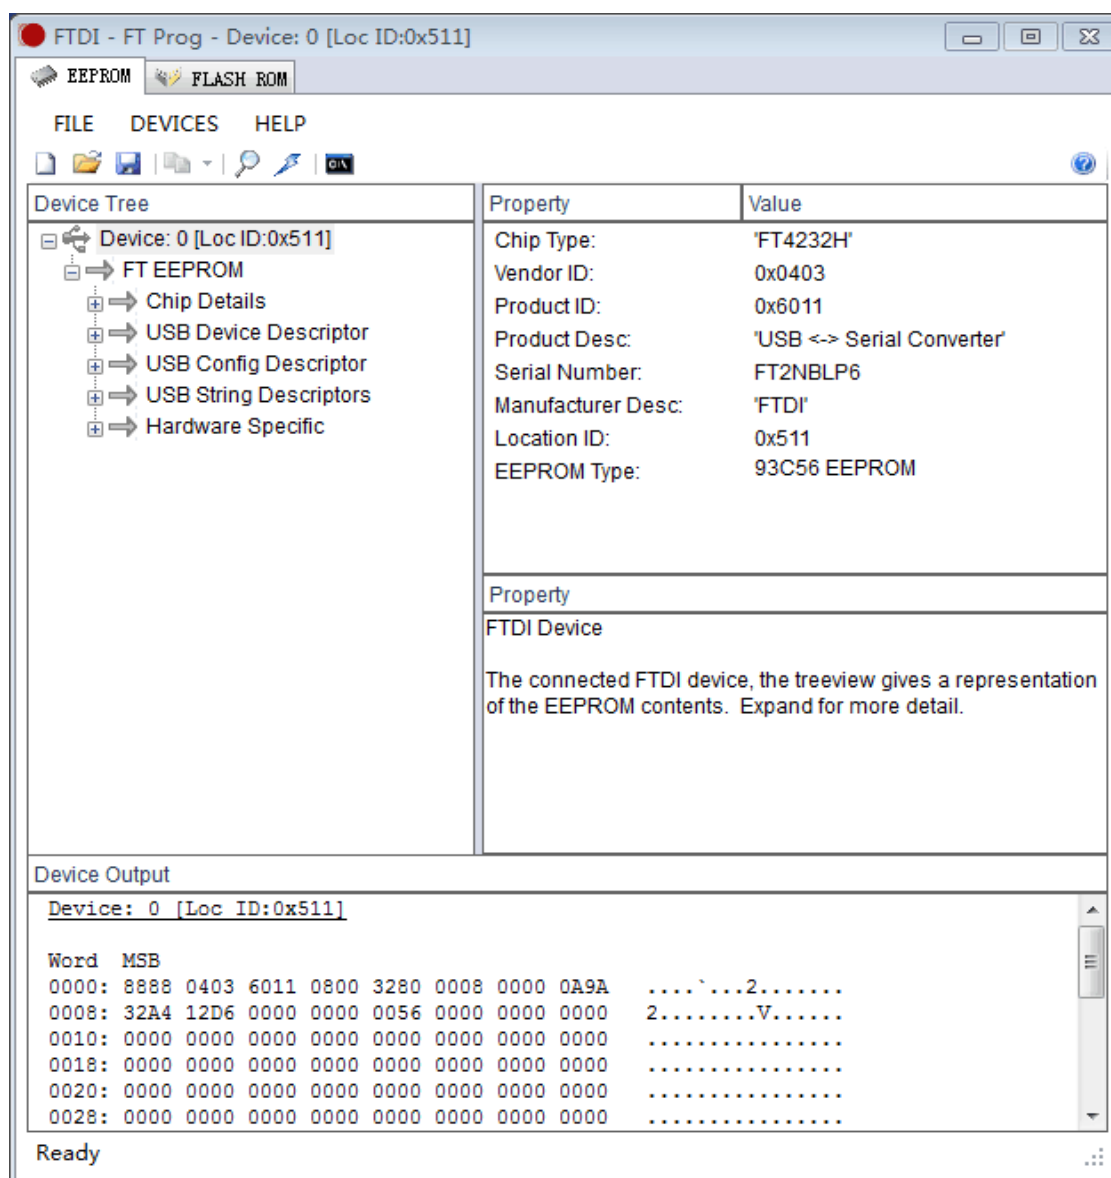 FTDI - FT Prog - Device: 0 [Loc ID:0x511]
EEPROM FLASH ROM
FILE DEVICES HELP
C:\
Device Tree
Device: 0 [Loc ID:0x511]
FT EEPROM
Chip Details
USB Device Descriptor
USB Config Descriptor
USB String Descriptors
Hardware Specific
Property Value
Chip Type: 'FT4232H'
Vendor ID: 0x0403
Product ID: 0x6011
Product Desc: 'USB <-> Serial Converter'
Serial Number: FT2NBLP6
Manufacturer Desc: 'FTDI'
Location ID: 0x511
EEPROM Type: 93C56 EEPROM
Property
FTDI Device
The connected FTDI device, the treeview gives a representation
of the EEPROM contents. Expand for more detail.
Device Output
Device: 0 [Loc ID:0x511]
Word MSB
0000: 8888 0403 6011 0800 3280 0008 0000 0A9A ....`...2.......
0008: 32A4 12D6 0000 0000 0056 0000 0000 0000 2........V......
0010: 0000 0000 0000 0000 0000 0000 0000 0000 ................
0018: 0000 0000 0000 0000 0000 0000 0000 0000 ................
0020: 0000 0000 0000 0000 0000 0000 0000 0000 ................
0028: 0000 0000 0000 0000 0000 0000 0000 0000 ................
Ready